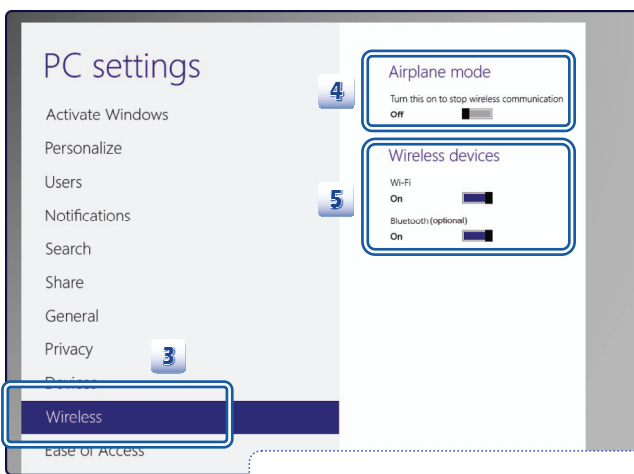 PC settings
Activate Windows
Personalize
Users
Notifications
Search
Share
General
Privacy
3
Devices
Wireless
Ease of Access
4
Airplane mode
Turn this on to stop wireless communication
Off
5
Wireless devices
Wi-Fi
On
Bluetooth (optional)
On